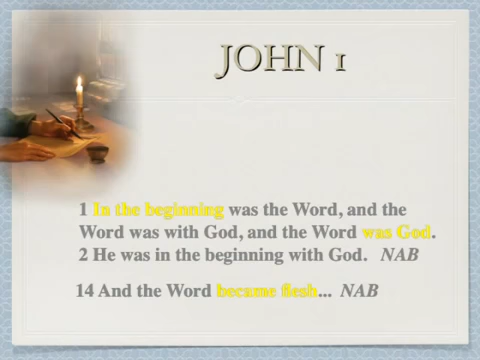 JOHN 1
1 In the beginning was the Word, and the
Word was with God, and the Word was God.
2 He was in the beginning with God. NAB
14 And the Word became flesh... NAB